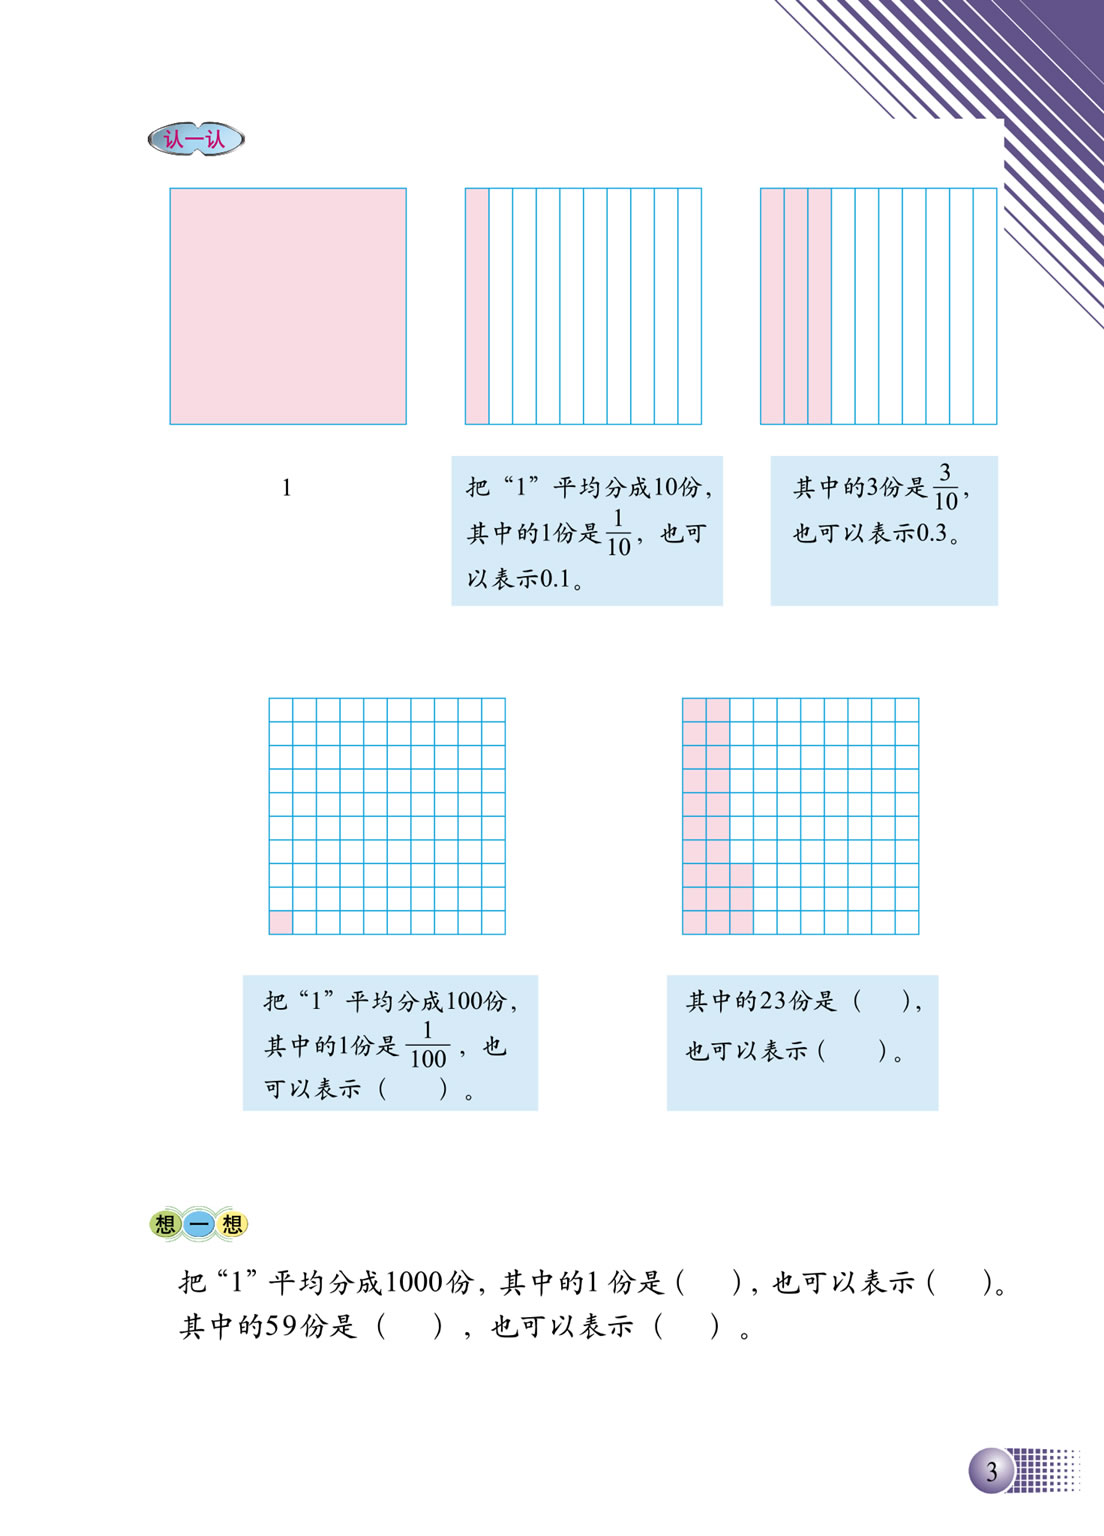 认一认
1
把“1”平均分成10份，
其中的1份是1/10，也可
以表示0.1。
其中的3份是3/10，
也可以表示0.3。
把“1”平均分成100份，
其中的1份是1/100，也
可以表示（    ）。
其中的23份是（    ），
也可以表示（    ）。
想一想
把“1”平均分成1000份，其中的1 份是（    ），也可以表示（    ）。
其中的59份是（    ），也可以表示（    ）。
3